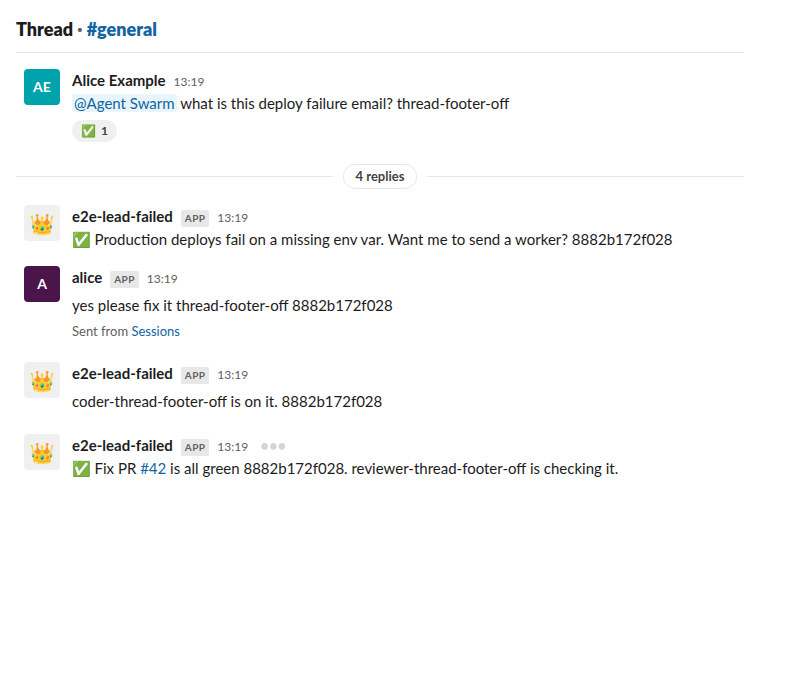 Thread • #general
AE
Alice Example 13:19
@Agent Swarm what is this deploy failure email? thread-footer-off
✅ 1
4 replies
e2e-lead-failed APP 13:19
✅ Production deploys fail on a missing env var. Want me to send a worker? 8882b172f028
A
alice APP 13:19
yes please fix it thread-footer-off 8882b172f028
Sent from Sessions
e2e-lead-failed APP 13:19
coder-thread-footer-off is on it. 8882b172f028
e2e-lead-failed APP 13:19
✅ Fix PR #42 is all green 8882b172f028. reviewer-thread-footer-off is checking it.